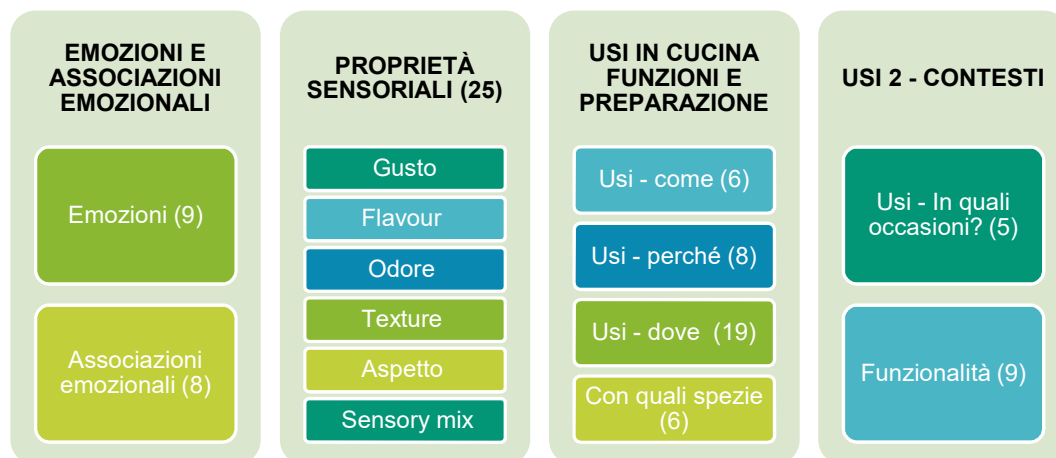 EMOZIONI E
ASSOCIAZIONI
EMOZIONALI
Emozioni (9)
Associazioni
emozionali (8)
PROPRIETÀ
SENSORIALI (25)
Gusto
Flavour
Odore
Texture
Aspetto
Sensory mix
USI IN CUCINA
FUNZIONI E
PREPARAZIONE
Usi - come (6)
Usi - perché (8)
Usi - dove (19)
Con quali spezie
(6)
USI 2 - CONTESTI
Usi - In quali
occasioni? (5)
Funzionalità (9)